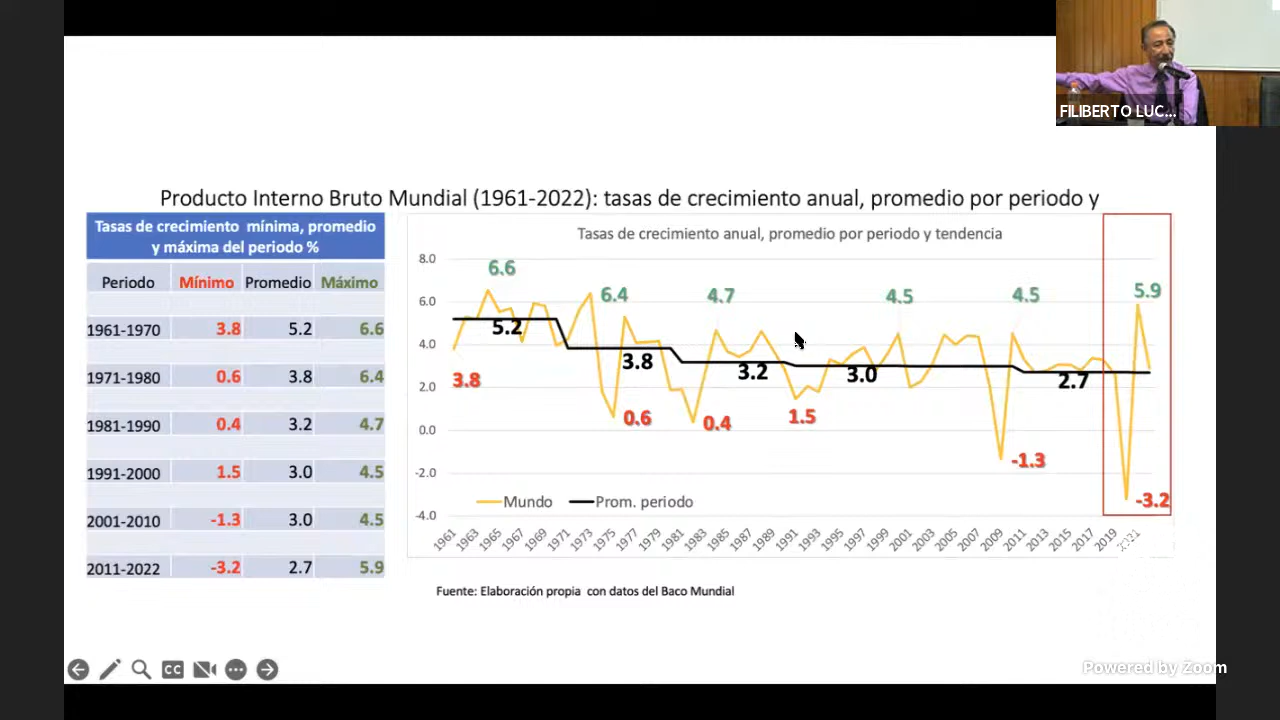 FILIBERTO LUC...
Producto Interno Bruto Mundial (1961-2022): tasas de crecimiento anual, promedio por periodo y
Tasas de crecimiento mínima, promedio
y máxima del periodo %
Periodo Mínimo Promedio Máximo
1961-1970 3.8 5.2 6.6
1971-1980 0.6 3.8 6.4
1981-1990 0.4 3.2 4.7
1991-2000 1.5 3.0 4.5
2001-2010 -1.3 3.0 4.5
2011-2022 -3.2 2.7 5.9
Tasas de crecimiento anual, promedio por periodo y tendencia
8.0
6.0
4.0
2.0
0.0
-2.0
-4.0
6.6 6.4 4.7 4.5 4.5 5.9
5.2 3.8 3.2 3.0 2.7
3.8 0.6 0.4 1.5 -1.3 -3.2
Mundo Prom. periodo
1961 1963 1965 1967 1969 1971 1973 1975 1977 1979 1981 1983 1985 1987 1989 1991 1993 1995 1997 1999 2001 2003 2005 2007 2009 2011 2013 2015 2017 2019 2021
Fuente: Elaboración propia con datos del Baco Mundial
CC
Powered by Zoom